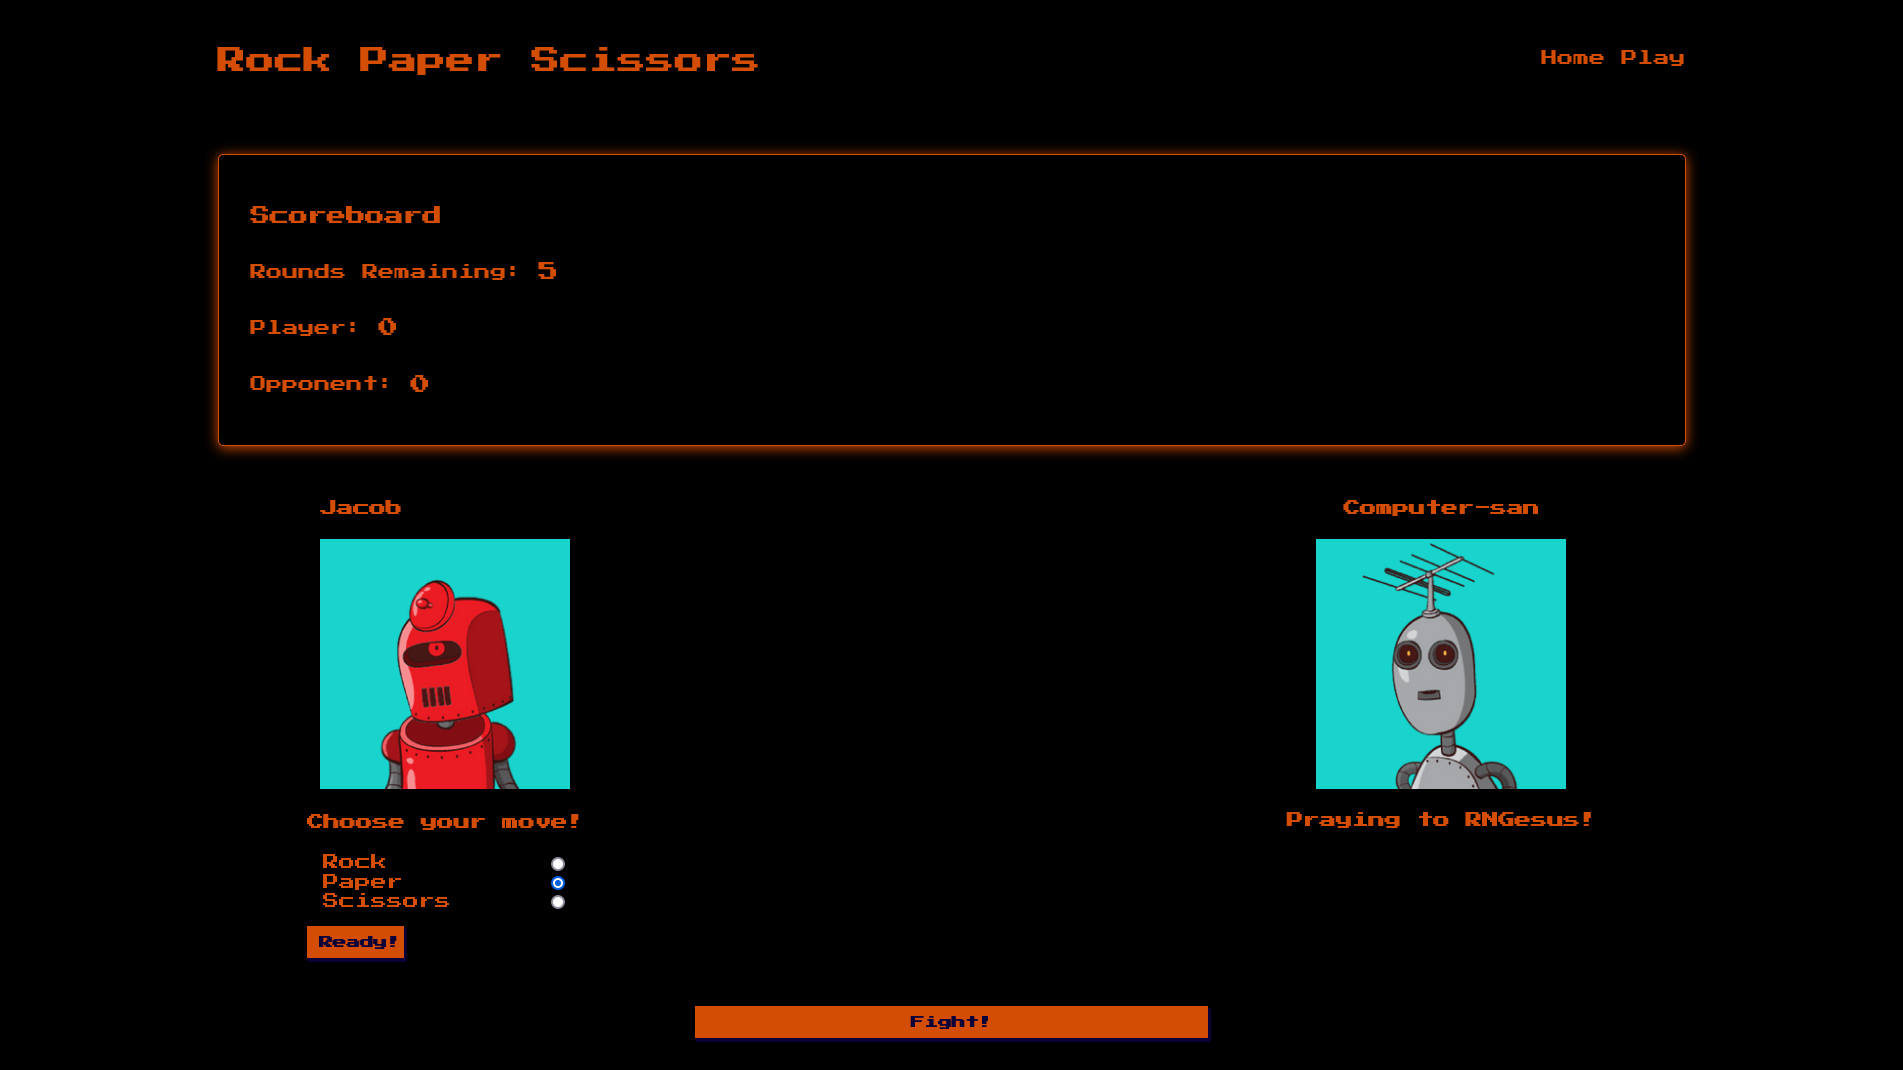 Rock Paper Scissors
Home Play
Scoreboard
Rounds Remaining: 5
Player: 0
Opponent: 0
Jacob
Computer-san
Choose your move!
Praying to RNGesus!
Rock
Paper
Scissors
Ready!
Fight!